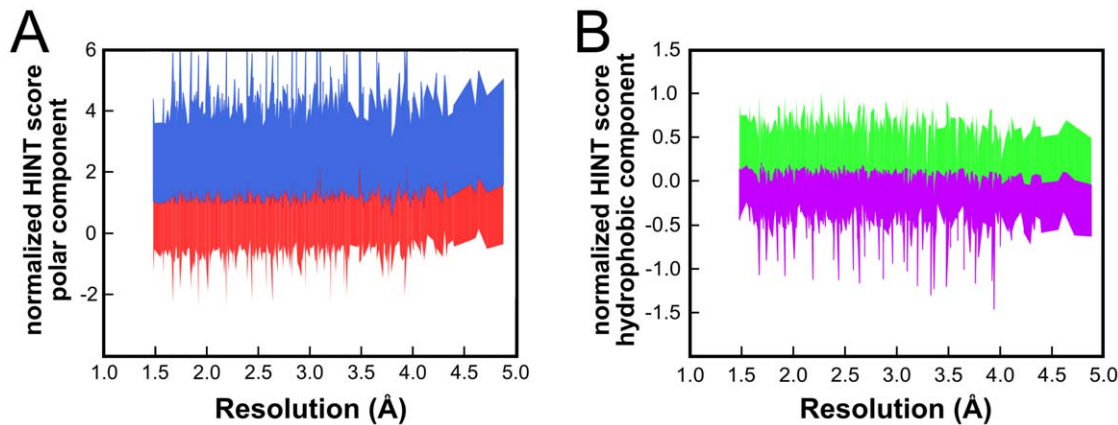 A
normalized HINT score
polar component
6
4
2
0
-2
1.0 1.5 2.0 2.5 3.0 3.5 4.0 4.5 5.0
Resolution (Å)
B
normalized HINT score
hydrophobic component
1.5
1.0
0.5
0.0
-0.5
-1.0
-1.5
1.0 1.5 2.0 2.5 3.0 3.5 4.0 4.5 5.0
Resolution (Å)